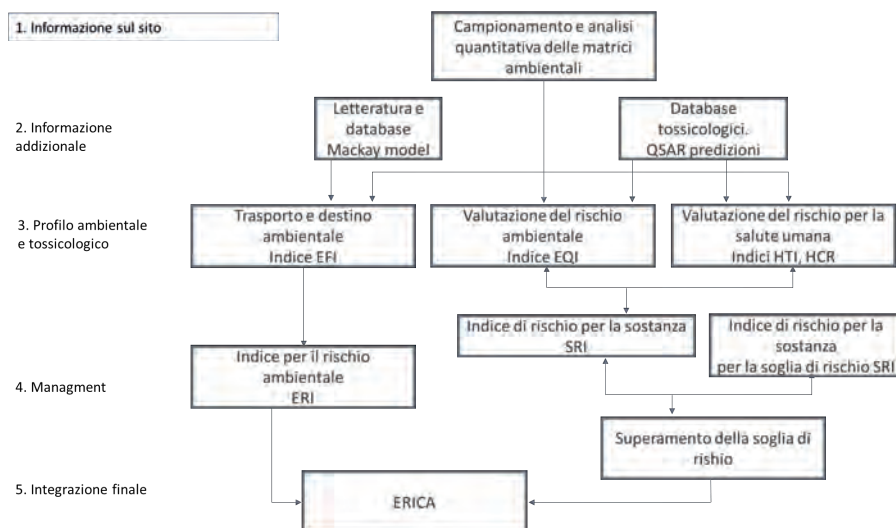 1. Informazione sul sito
Campionamento e analisi
quantitativa delle matrici
ambientali
2. Informazione
addizionale
Letteratura e
database
Mackay model
Database
tossicologici.
QSAR predizioni
3. Profilo ambientale
e tossicologico
Trasporto e destino
ambientale
Indice EFI
Valutazione del rischio
ambientale
Indice EQI
Valutazione del rischio per la
salute umana
Indici HTI, HCR
Indice di rischio per la sostanza
SRI
Indice di rischio per la
sostanza
per la soglia di rischio SRI
4. Managment
Indice per il rischio
ambientale
ERI
Superamento della soglia di
rishio
5. Integrazione finale
ERICA